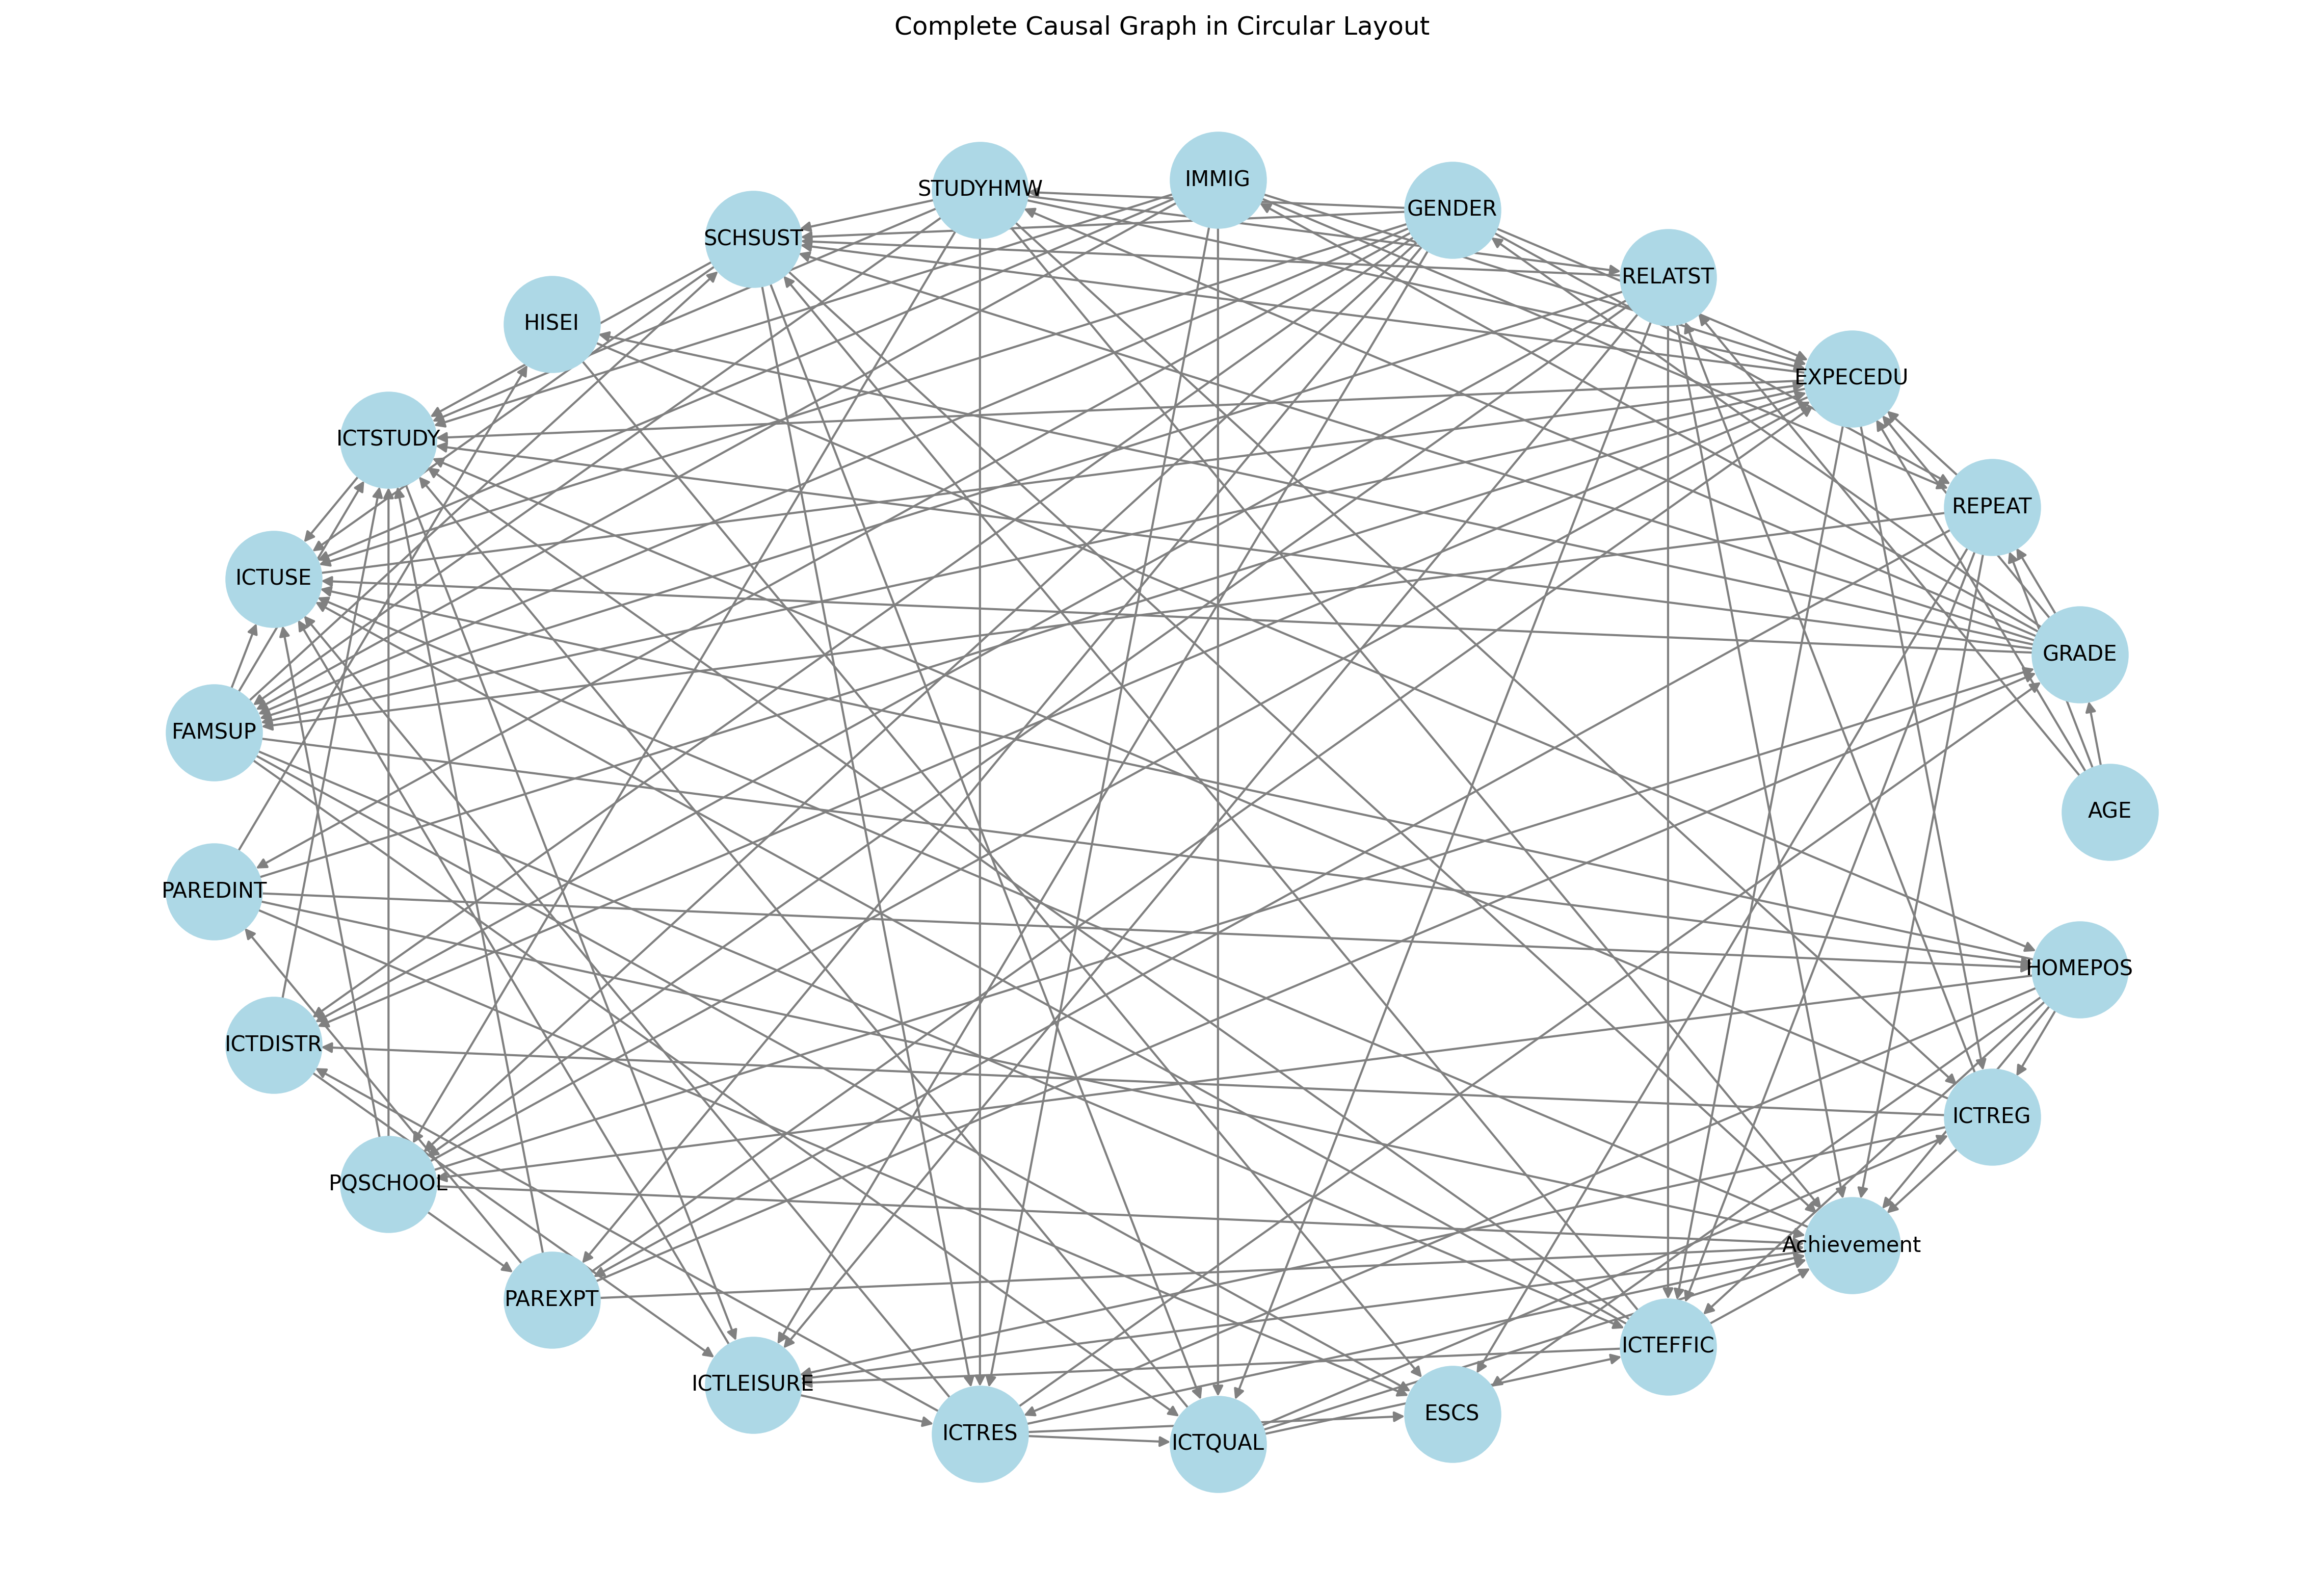 Complete Causal Graph in Circular Layout
IMMIG
STUDYHMW
GENDER
SCHSUST
RELATST
HISEI
EXPECEDU
ICTSTUDY
REPEAT
ICTUSE
GRADE
FAMSUP
AGE
PAREDINT
HOMEPOS
ICTDISTR
ICTREG
PQSCHOOL
Achievement
PAREXPT
ICTEFFIC
ICTLEISURE
ESCS
ICTRES
ICTQUAL